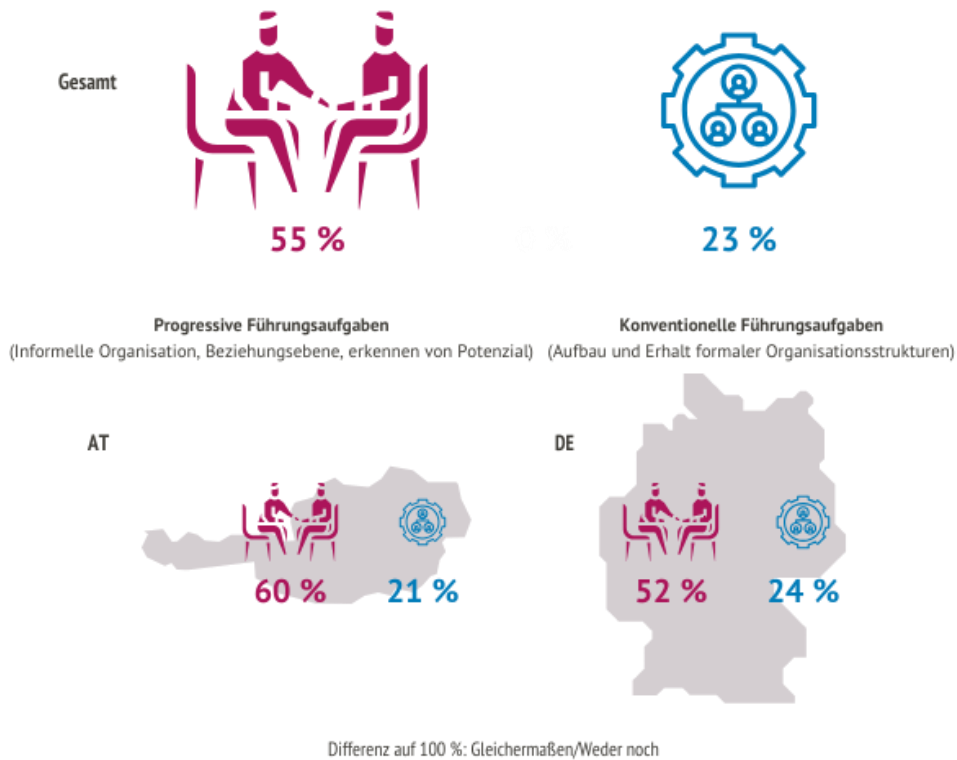 Gesamt
55 %
23 %
Progressive Führungsaufgaben
(Informelle Organisation, Beziehungsebene, erkennen von Potenzial)
Konventionelle Führungsaufgaben
(Aufbau und Erhalt formaler Organisationsstrukturen)
AT
60 %
21 %
DE
52 %
24 %
Differenz auf 100 %: Gleichermaßen/Weder noch